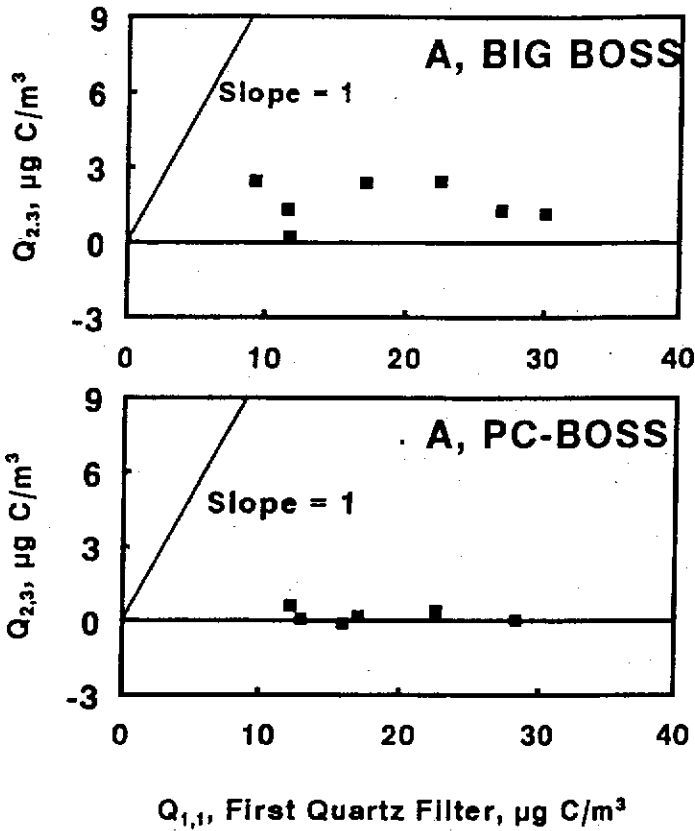 9
A, BIG BOSS
Slope = 1
6
3
0
-3
Q2.3, µg C/m³
0 10 20 30 40
9
A, PC-BOSS
Slope = 1
6
3
0
-3
Q2,3, µg C/m³
0 10 20 30 40
Q1,1, First Quartz Filter, µg C/m³